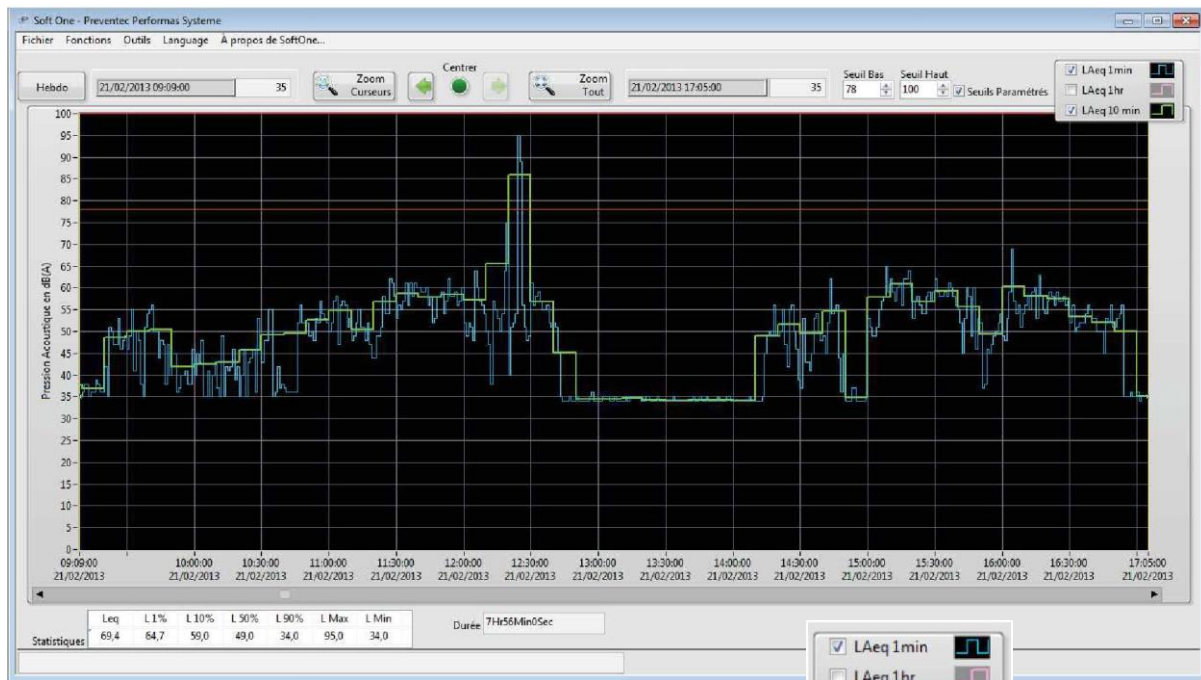 Soft One - Preventec Performas Systeme
Fichier Fonctions Outils Language À propos de SoftOne...
Hebdo 21/02/2013 09:09:00 35 Zoom Curseurs Centrer Zoom Tout 21/02/2013 17:05:00 35 Seuil Bas 78 Seuil Haut 100 Seuils Paramétrés
LAeq 1min
LAeq 1hr
LAeq 10 min
Pression Acoustique en dB(A)
100
95
90
85
80
75
70
65
60
55
50
45
40
35
30
25
20
15
10
5
0
09:09:00 10:00:00 10:30:00 11:00:00 11:30:00 12:00:00 12:30:00 13:00:00 13:30:00 14:00:00 14:30:00 15:00:00 15:30:00 16:00:00 16:30:00 17:05:00
21/02/2013 21/02/2013 21/02/2013 21/02/2013 21/02/2013 21/02/2013 21/02/2013 21/02/2013 21/02/2013 21/02/2013 21/02/2013 21/02/2013 21/02/2013 21/02/2013 21/02/2013 21/02/2013
Leq L 1% L 10% L 50% L 90% L Max L Min
Statistiques 69,4 64,7 59,0 49,0 34,0 95,0 34,0
Durée 7Hr56Min0Sec
LAeq 1min
LAeq 1hr